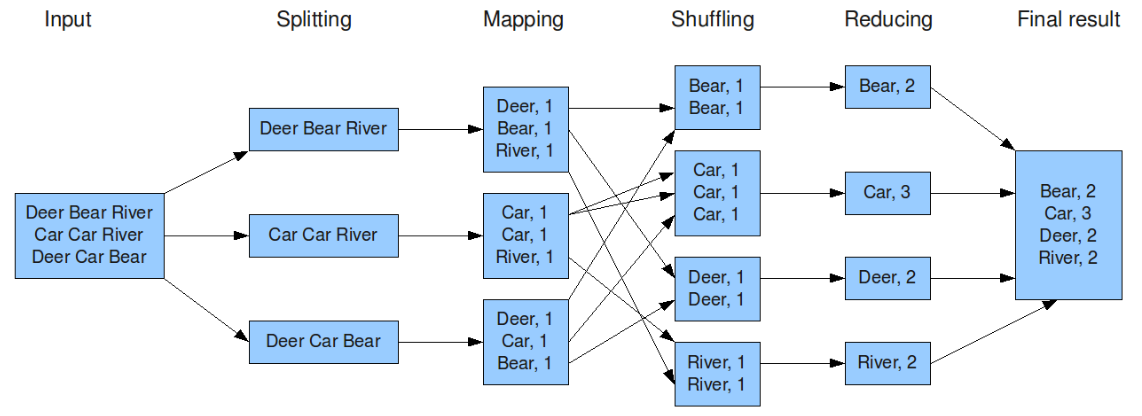 Input
Splitting
Mapping
Shuffling
Reducing
Final result
Deer Bear River
Car Car River
Deer Car Bear
Deer Bear River
Car Car River
Deer Car Bear
Deer, 1
Bear, 1
River, 1
Car, 1
Car, 1
River, 1
Deer, 1
Car, 1
Bear, 1
Bear, 1
Bear, 1
Car, 1
Car, 1
Car, 1
Deer, 1
Deer, 1
River, 1
River, 1
Bear, 2
Car, 3
Deer, 2
River, 2
Bear, 2
Car, 3
Deer, 2
River, 2